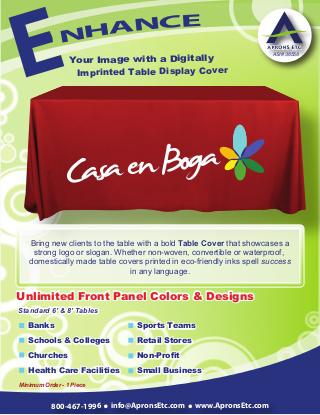 ENHANCE
Your Image with a Digitally
Imprinted Table Display Cover
APRONS ETC
ASI# 36558
Casa en Boga
Bring new clients to the table with a bold Table Cover that showcases a
strong logo or slogan. Whether non-woven, convertible or waterproof,
domestically made table covers printed in eco-friendly inks spell success
in any language.
Unlimited Front Panel Colors & Designs
Standard 6' & 8' Tables
Banks
Schools & Colleges
Churches
Health Care Facilities
Sports Teams
Retail Stores
Non-Profit
Small Business
Minimum Order - 1 Piece
800-467-1996 ● info@ApronsEtc.com ● www.ApronsEtc.com